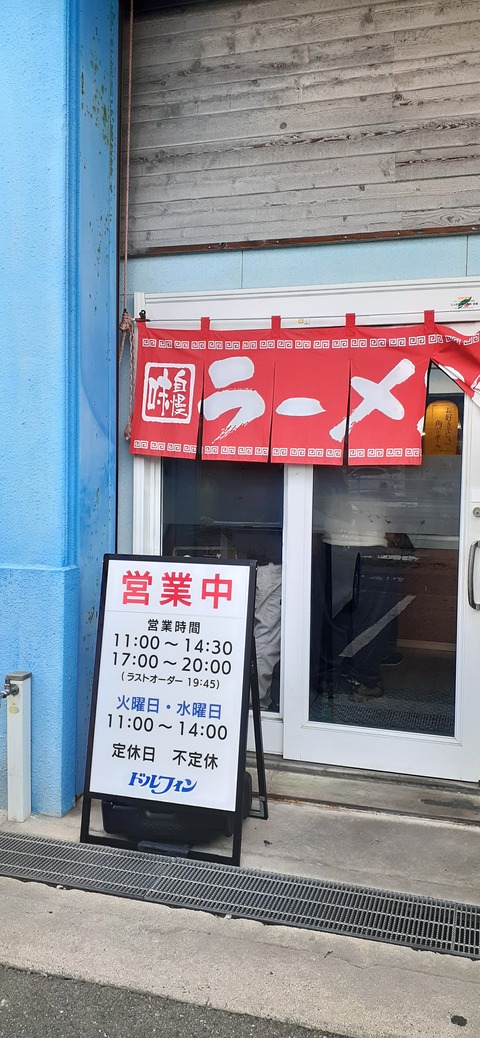 自慢味
ラーメ
営業中
営業時間
11:00～14:30
17:00～20:00
(ラストオーダー 19:45)
火曜日・水曜日
11:00～14:00
定休日 不定休
ドルフィン